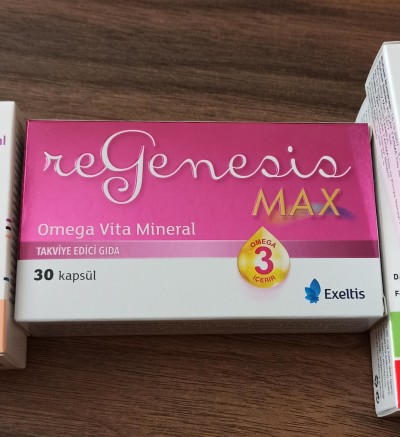 reGenesis
MAX
Omega Vita Mineral
TAKVİYE EDİCİ GIDA
30 kapsül
OMEGA
3
İÇERİR
Exeltis